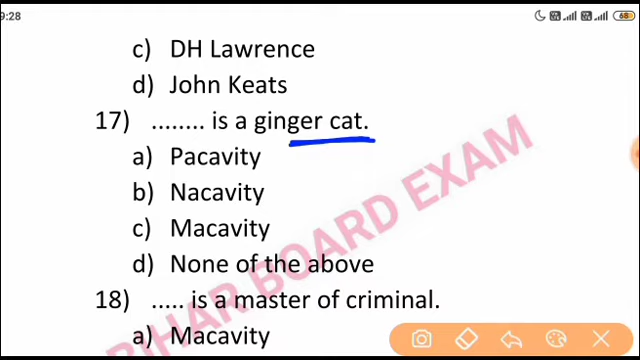 9:28
68
c) DH Lawrence
d) John Keats
17) ........ is a ginger cat.
a) Pacavity
b) Nacavity
c) Macavity
d) None of the above
18) ..... is a master of criminal.
a) Macavity
BIHAR BOARD EXAM